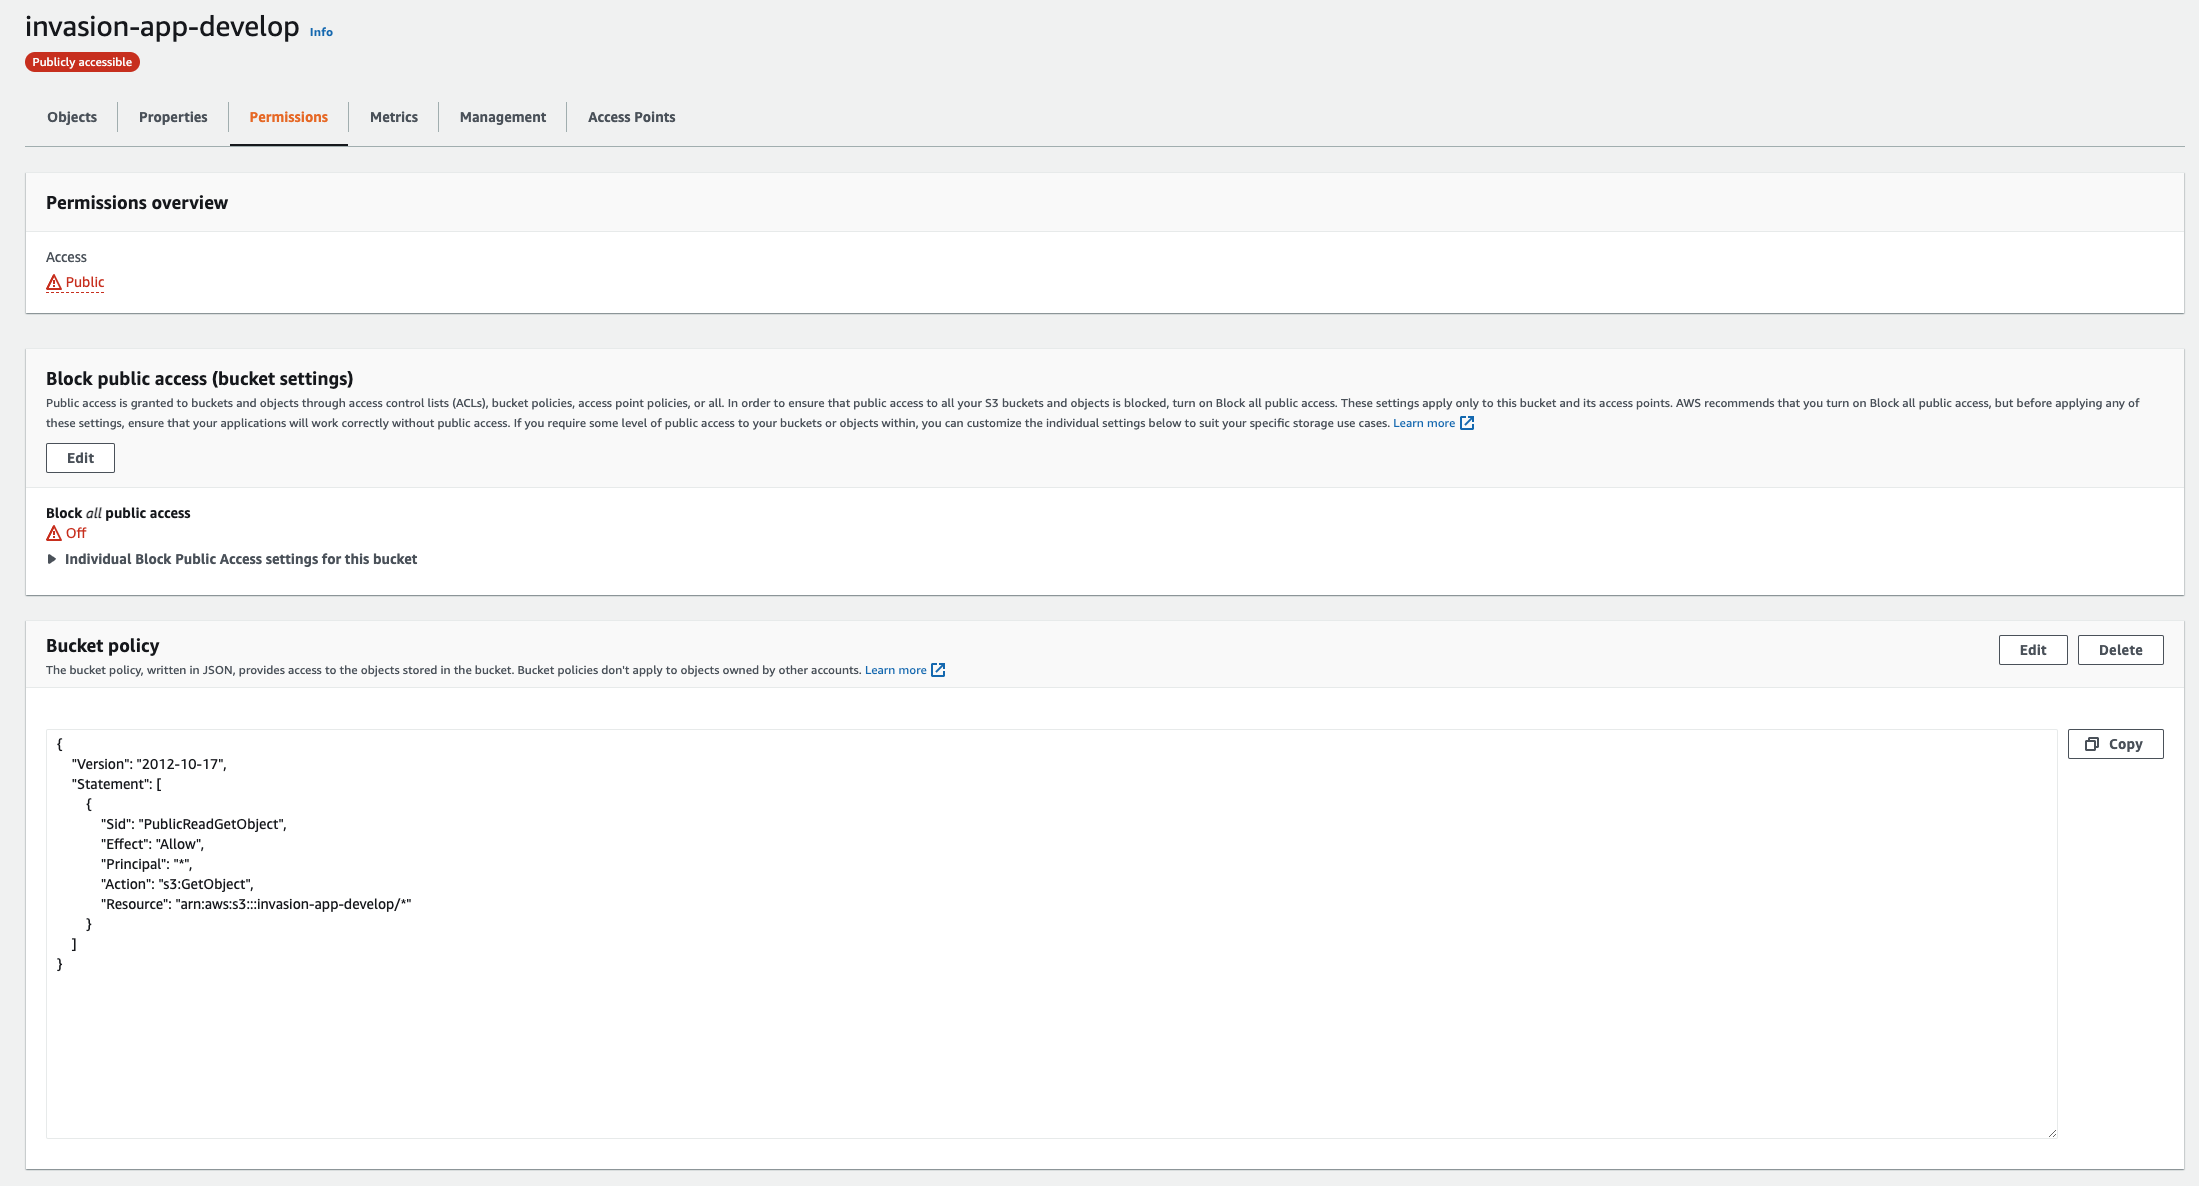 invasion-app-develop Info
Publicly accessible
Objects Properties Permissions Metrics Management Access Points
Permissions overview
Access
Public
Block public access (bucket settings)
Public access is granted to buckets and objects through access control lists (ACLs), bucket policies, access point policies, or all. In order to ensure that public access to all your S3 buckets and objects is blocked, turn on Block all public access. These settings apply only to this bucket and its access points. AWS recommends that you turn on Block all public access, but before applying any of
these settings, ensure that your applications will work correctly without public access. If you require some level of public access to your buckets or objects within, you can customize the individual settings below to suit your specific storage use cases. Learn more
Edit
Block all public access
Off
Individual Block Public Access settings for this bucket
Bucket policy
Edit Delete
The bucket policy, written in JSON, provides access to the objects stored in the bucket. Bucket policies don't apply to objects owned by other accounts. Learn more
Copy
{
"Version": "2012-10-17",
"Statement": [
{
"Sid": "PublicReadGetObject",
"Effect": "Allow",
"Principal": "*",
"Action": "s3:GetObject",
"Resource": "arn:aws:s3:::invasion-app-develop/*"
}
]
}